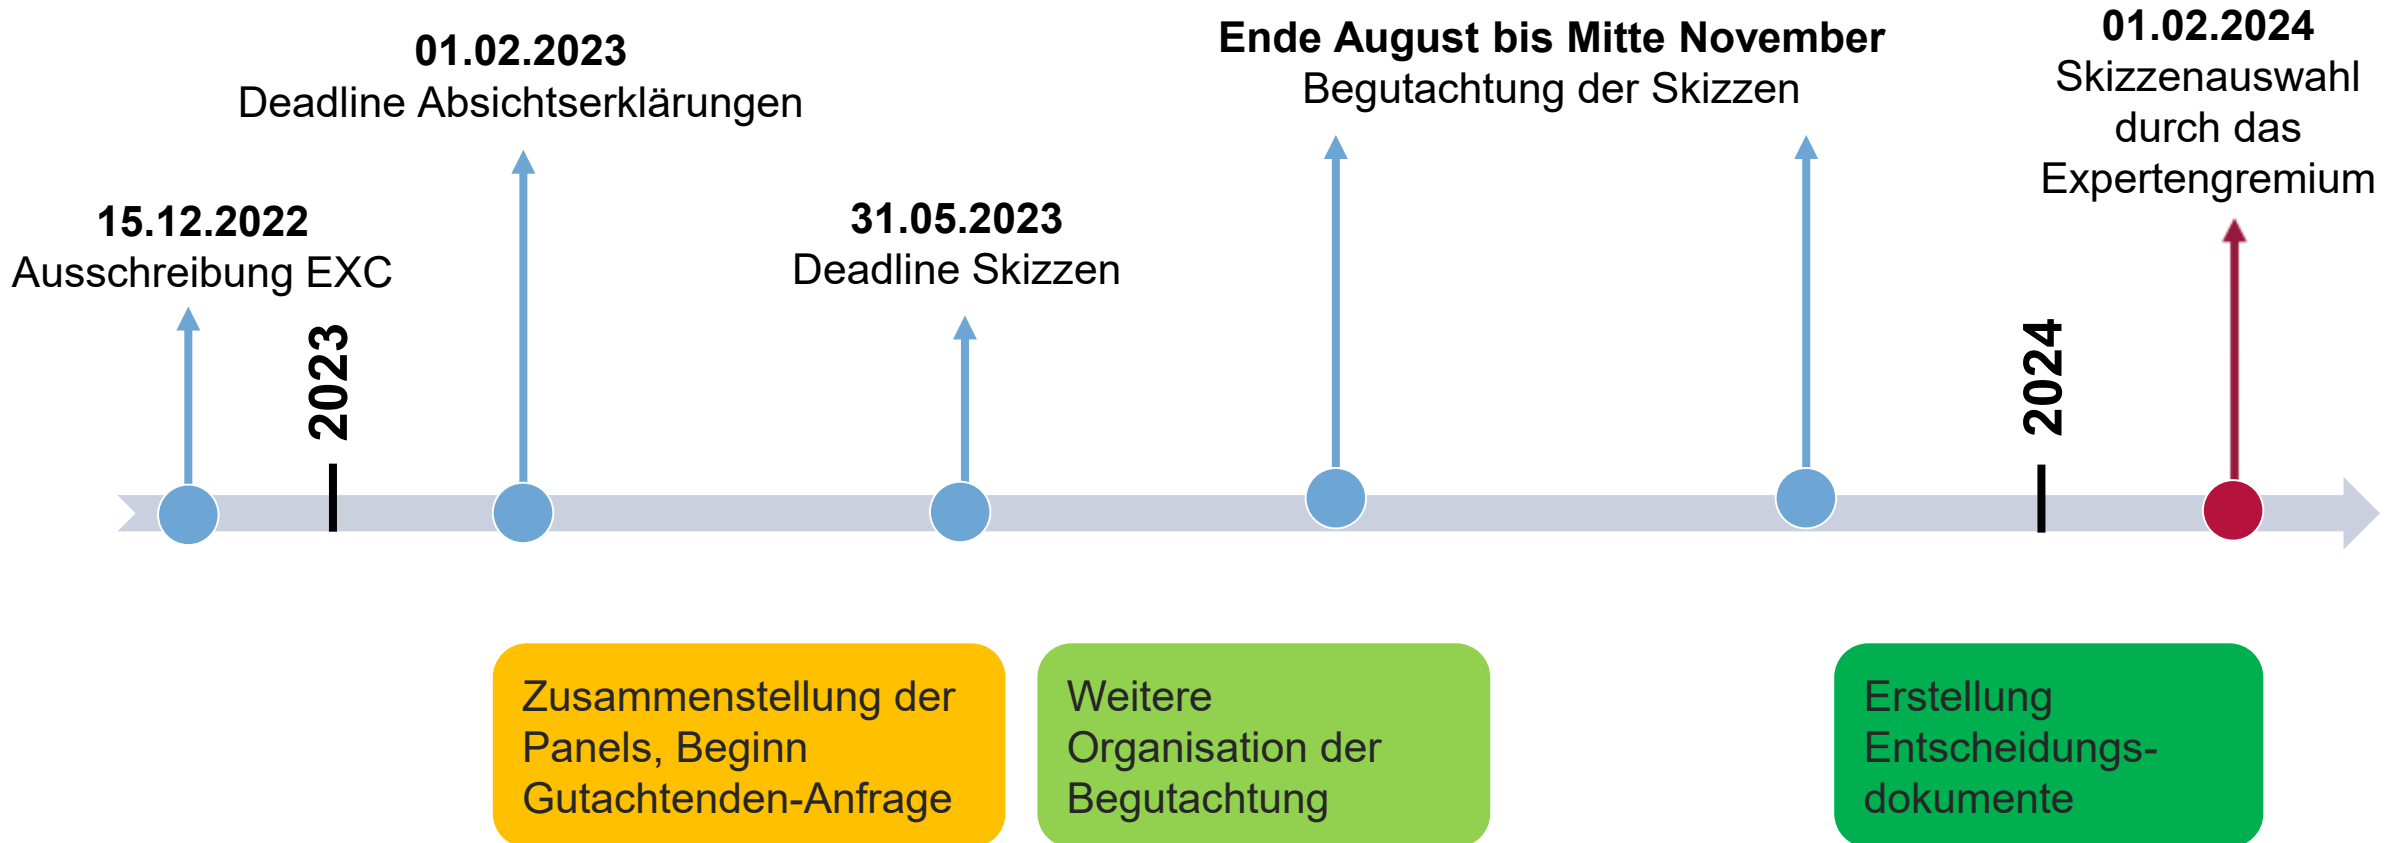 15.12.2022
Ausschreibung EXC
2023
01.02.2023
Deadline Absichtserklärungen
31.05.2023
Deadline Skizzen
Ende August bis Mitte November
Begutachtung der Skizzen
2024
01.02.2024
Skizzenauswahl
durch das
Expertengremium
Zusammenstellung der
Panels, Beginn
Gutachtenden-Anfrage
Weitere
Organisation der
Begutachtung
Erstellung
Entscheidungs-
dokumente